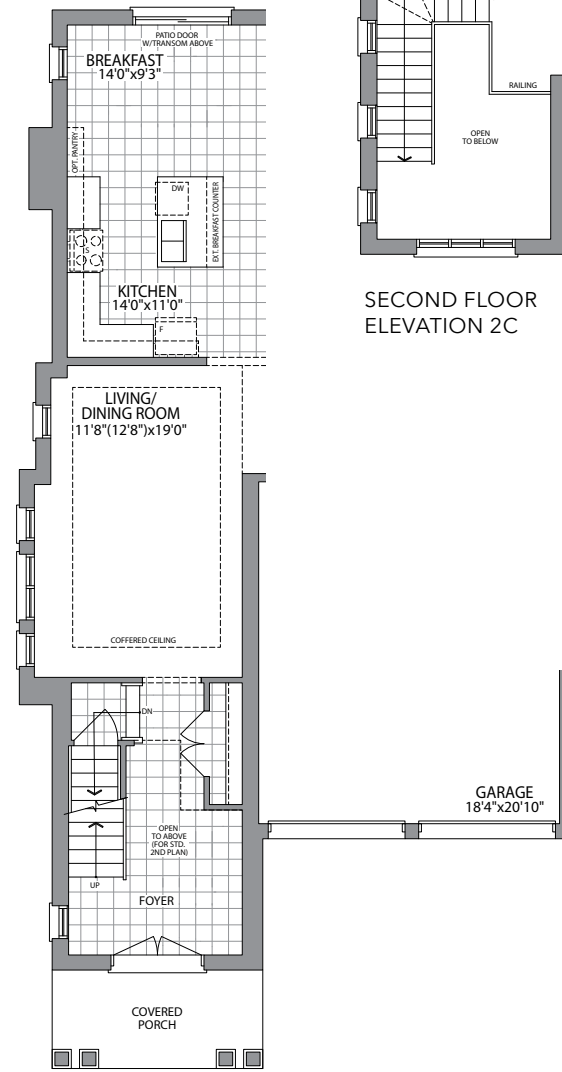 PATIO DOOR
W/TRANSOM ABOVE
BREAKFAST
14'0"x9'3"
OPT. PANTRY
DW
EXT. BREAKFAST COUNTER
S
KITCHEN
14'0"x11'0"
F
RAILING
OPEN
TO BELOW
SECOND FLOOR
ELEVATION 2C
LIVING/
DINING ROOM
11'8"(12'8")x19'0"
COFFERED CEILING
DN
OPEN
TO ABOVE
(FOR STD.
2ND PLAN)
UP
FOYER
GARAGE
18'4"x20'10"
COVERED
PORCH